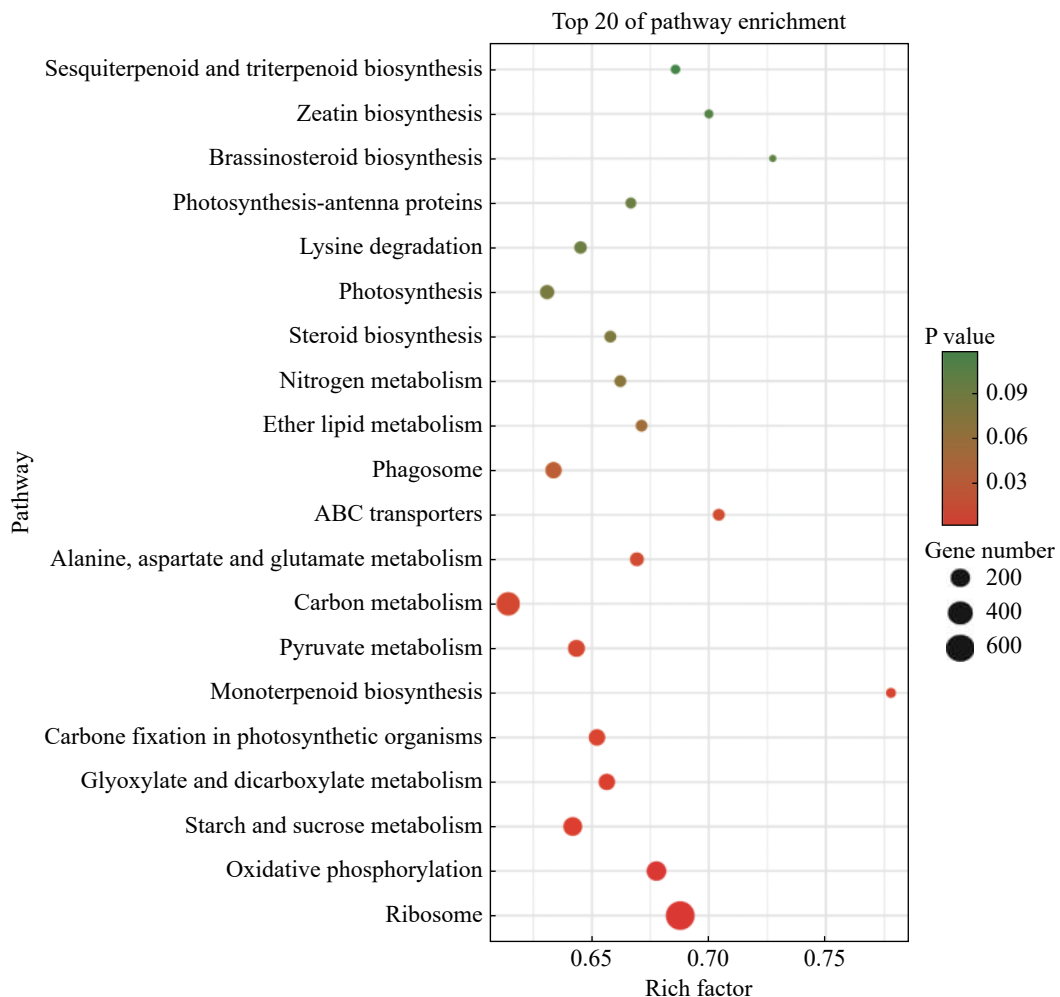 Top 20 of pathway enrichment
Sesquiterpenoid and triterpenoid biosynthesis
Zeatin biosynthesis
Brassinosteroid biosynthesis
Photosynthesis-antenna proteins
Lysine degradation
Photosynthesis
Steroid biosynthesis
Nitrogen metabolism
Ether lipid metabolism
Phagosome
ABC transporters
Alanine, aspartate and glutamate metabolism
Carbon metabolism
Pyruvate metabolism
Monoterpenoid biosynthesis
Carbone fixation in photosynthetic organisms
Glyoxylate and dicarboxylate metabolism
Starch and sucrose metabolism
Oxidative phosphorylation
Ribosome
Pathway
0.65 0.70 0.75
Rich factor
P value
0.09
0.06
0.03
Gene number
200
400
600